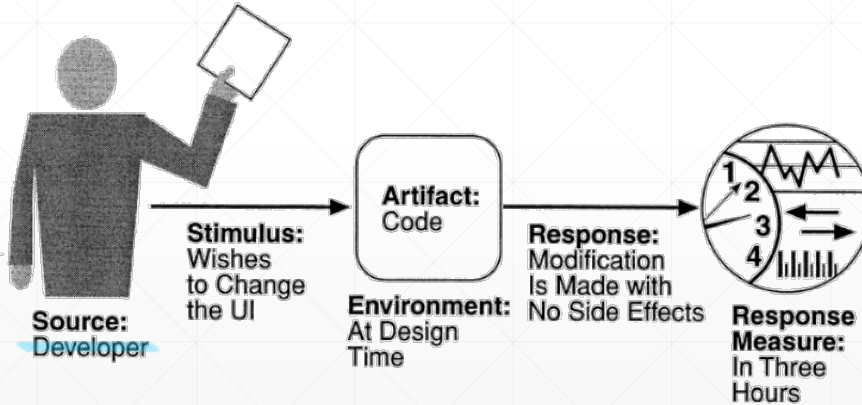 Source:
Developer
Stimulus:
Wishes
to Change
the UI
Artifact:
Code
Environment:
At Design
Time
Response:
Modification
Is Made with
No Side Effects
1
2
3
4
Response
Measure:
In Three
Hours